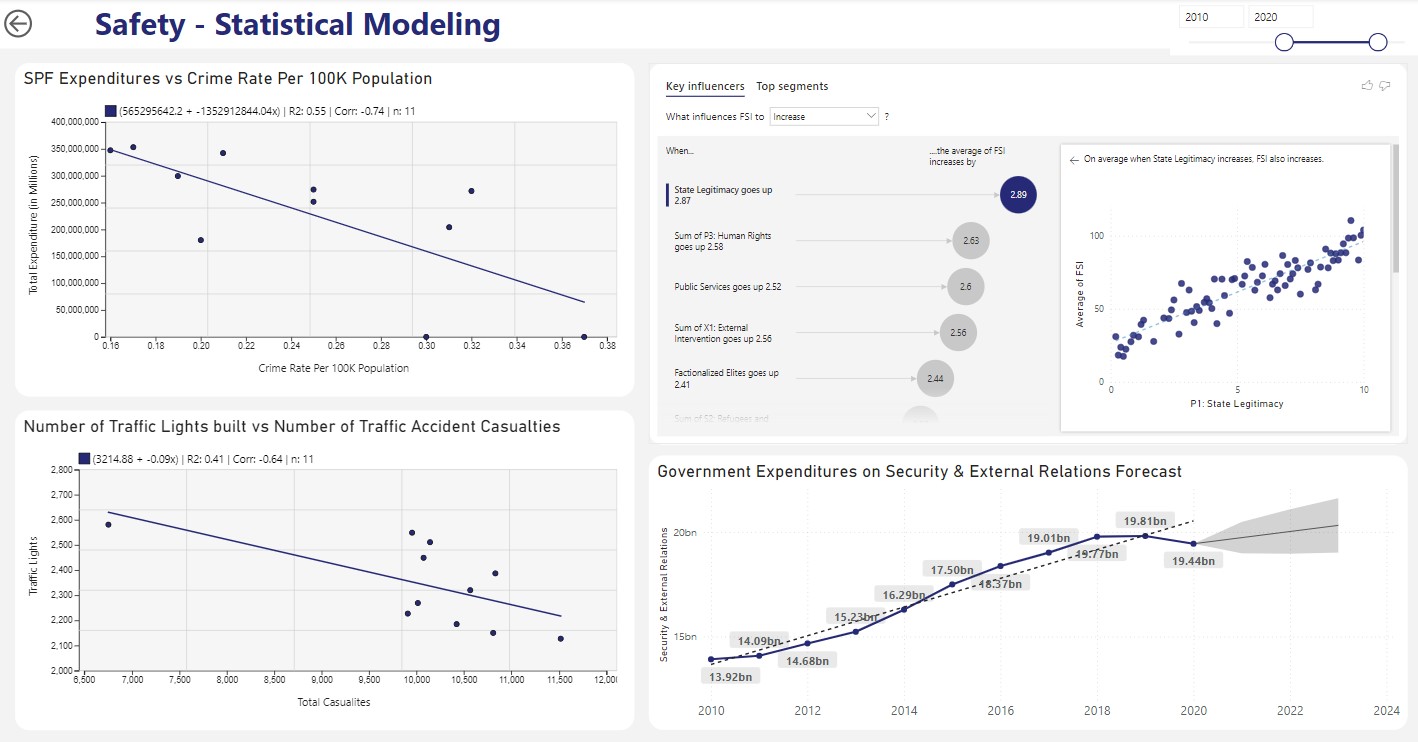 Safety - Statistical Modeling
2010 2020
SPF Expenditures vs Crime Rate Per 100K Population
(565295642.2 + -1352912844.04x) | R2: 0.55 | Corr: -0.74 | n: 11
Total Expenditure (in Millions)
400,000,000
350,000,000
300,000,000
250,000,000
200,000,000
150,000,000
100,000,000
50,000,000
0
0.16 0.18 0.20 0.22 0.24 0.26 0.28 0.30 0.32 0.34 0.36 0.38
Crime Rate Per 100K Population
Number of Traffic Lights built vs Number of Traffic Accident Casualties
(3214.88 + -0.09x) | R2: 0.41 | Corr: -0.64 | n: 11
Traffic Lights
2,800
2,700
2,600
2,500
2,400
2,300
2,200
2,100
2,000
6,500 7,000 7,500 8,000 8,500 9,000 9,500 10,000 10,500 11,000 11,500 12,00
Total Casualites
Key influencers Top segments
What influences FSI to Increase ?
When...
....the average of FSI
increases by
State Legitimacy goes up
2.87
2.89
Sum of P3: Human Rights
goes up 2.58
2.63
Public Services goes up 2.52
2.6
Sum of X1: External
Intervention goes up 2.56
2.56
Factionalized Elites goes up
2.41
2.44
Sum of S2: Refugees and
On average when State Legitimacy increases, FSI also increases.
Average of FSI
100
50
0
0 5 10
P1: State Legitimacy
Government Expenditures on Security & External Relations Forecast
Security & External Relations
20bn
15bn
13.92bn
14.09bn
14.68bn
15.23bn
16.29bn
17.50bn
18.37bn
19.01bn
19.77bn
19.81bn
19.44bn
2010 2012 2014 2016 2018 2020 2022 2024